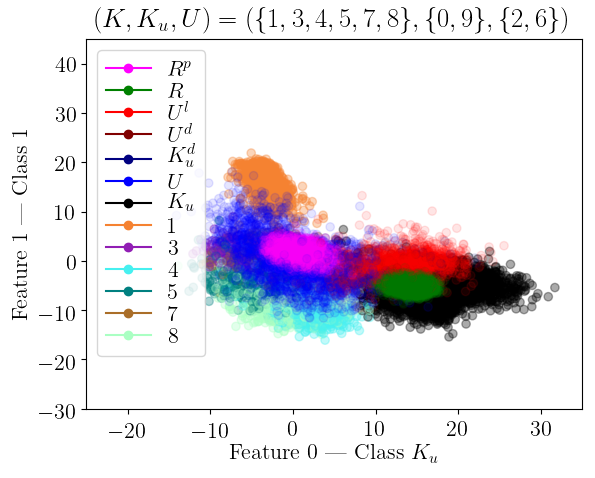 (K, K_u, U) = ({1, 3, 4, 5, 7, 8}, {0, 9}, {2, 6})
Feature 1 — Class 1
40
30
20
10
0
−10
−20
−30
R^p
R
U^l
U^d
K_u^d
U
K_u
1
3
4
5
7
8
−20
−10
0
10
20
30
Feature 0 — Class K_u